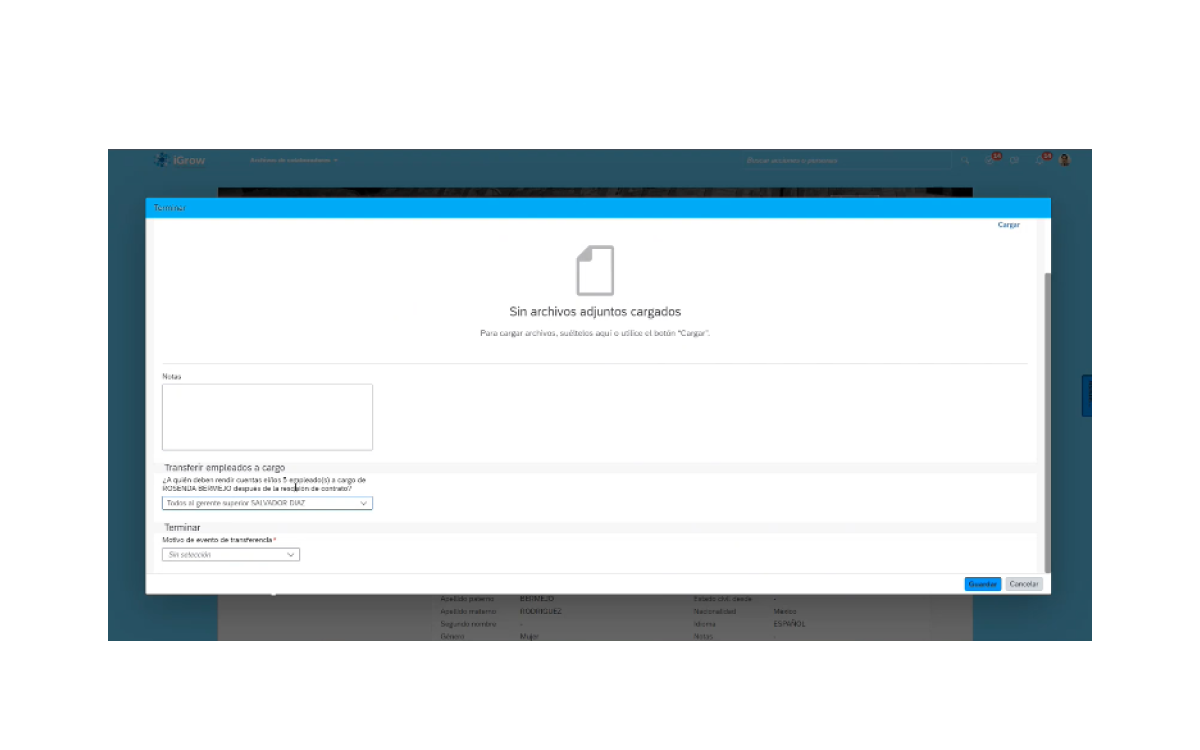 iGrow
Archivos de colaboradores
Buscar acciones o personas
Terminar
Cargar
Sin archivos adjuntos cargados
Para cargar archivos, suéltelos aquí o utilice el botón "Cargar".
Notas
Transferir empleados a cargo
¿A quién deben rendir cuentas el/los 5 empleado(s) a cargo de
ROSENDA BERMEJO después de la rescisión de contrato?
Todos al gerente superior SALVADOR DIAZ
Terminar
Motivo de evento de transferencia*
Sin selección
Guardar Cancelar
Apellido paterno BERMEJO Estado civil desde -
Apellido materno RODRIGUEZ Nacionalidad Mexico
Segundo nombre - Idioma ESPAÑOL
Género Mujer Notas -